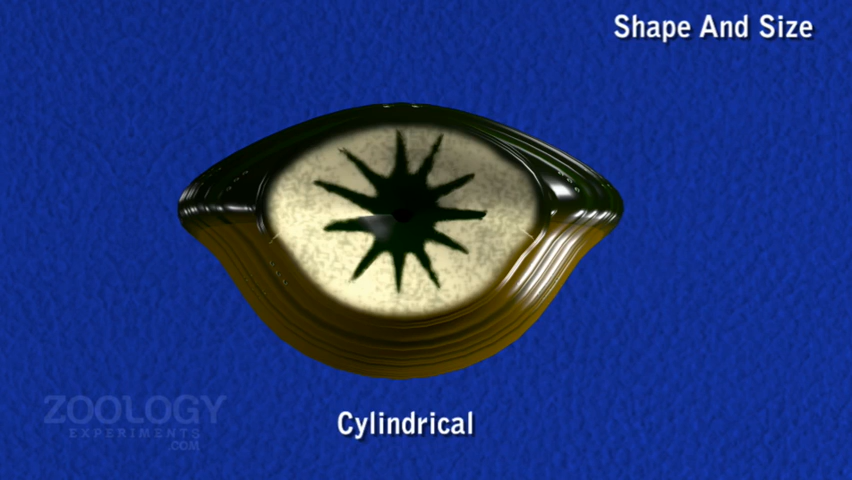 Shape And Size
ZOOLOGY
EXPERIMENTS
.COM
Cylindrical